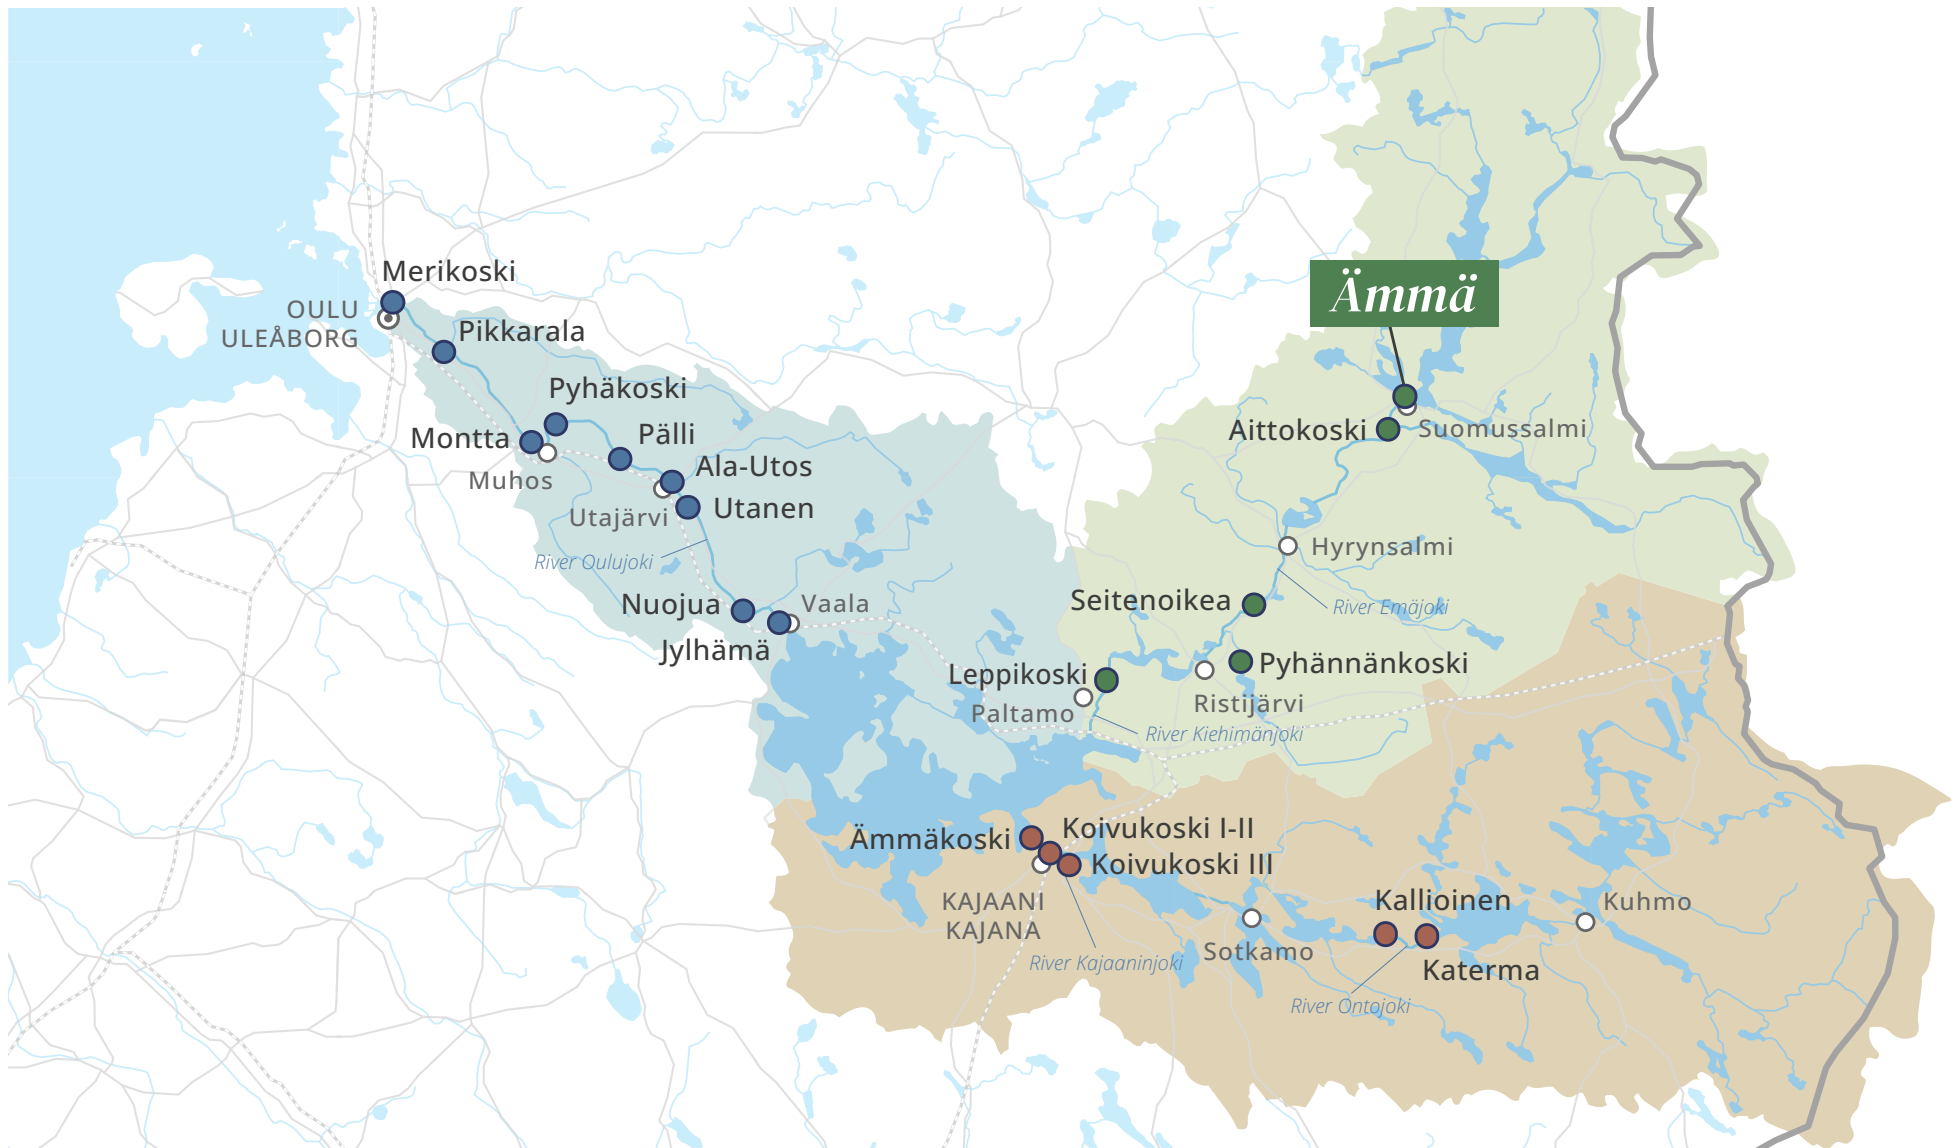 Merikoski
OULU
ULEÅBORG
Pikkarala
Pyhäkoski
Montta
Muhos
Pälli
Ala-Utos
Utajärvi
Utanen
River Oulujoki
Nuojua
Vaala
Jylhämä
Ämmä
Aittokoski
Suomussalmi
Hyrynsalmi
Seitenoikea
River Emäjoki
Leppikoski
Pyhännänkoski
Paltamo
Ristijärvi
River Kiehimänjoki
Ämmäkoski
Koivukoski I-II
Koivukoski III
KAJAANI
KAJANA
River Kajaaninjoki
Sotkamo
Kallioinen
Kuhmo
Katerma
River Ontojoki